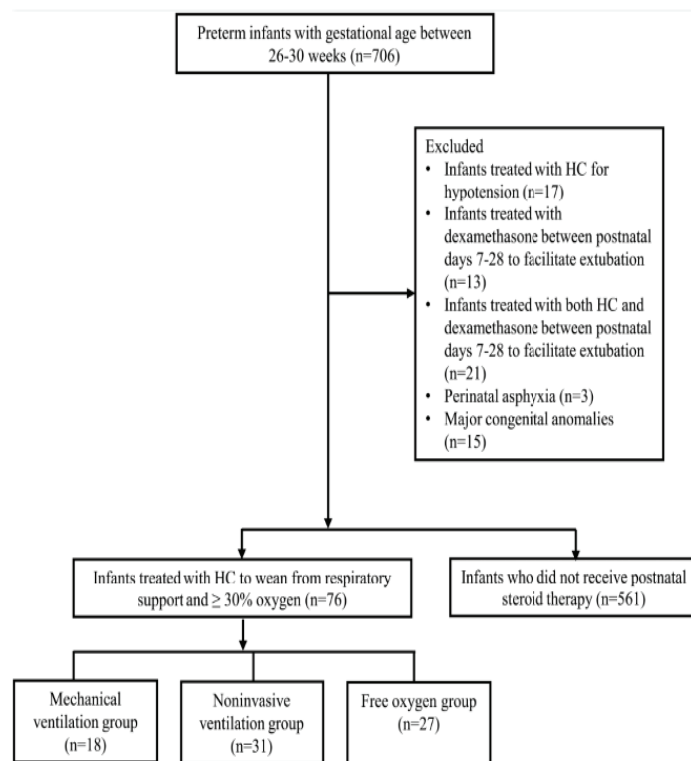 Preterm infants with gestational age between
26-30 weeks (n=706)
Excluded
• Infants treated with HC for
hypotension (n=17)
• Infants treated with
dexamethasone between postnatal
days 7-28 to facilitate extubation
(n=13)
• Infants treated with both HC and
dexamethasone between postnatal
days 7-28 to facilitate extubation
(n=21)
• Perinatal asphyxia (n=3)
• Major congenital anomalies
(n=15)
Infants treated with HC to wean from respiratory
support and ≥ 30% oxygen (n=76)
Infants who did not receive postnatal
steroid therapy (n=561)
Mechanical
ventilation group
(n=18)
Noninvasive
ventilation group
(n=31)
Free oxygen group
(n=27)